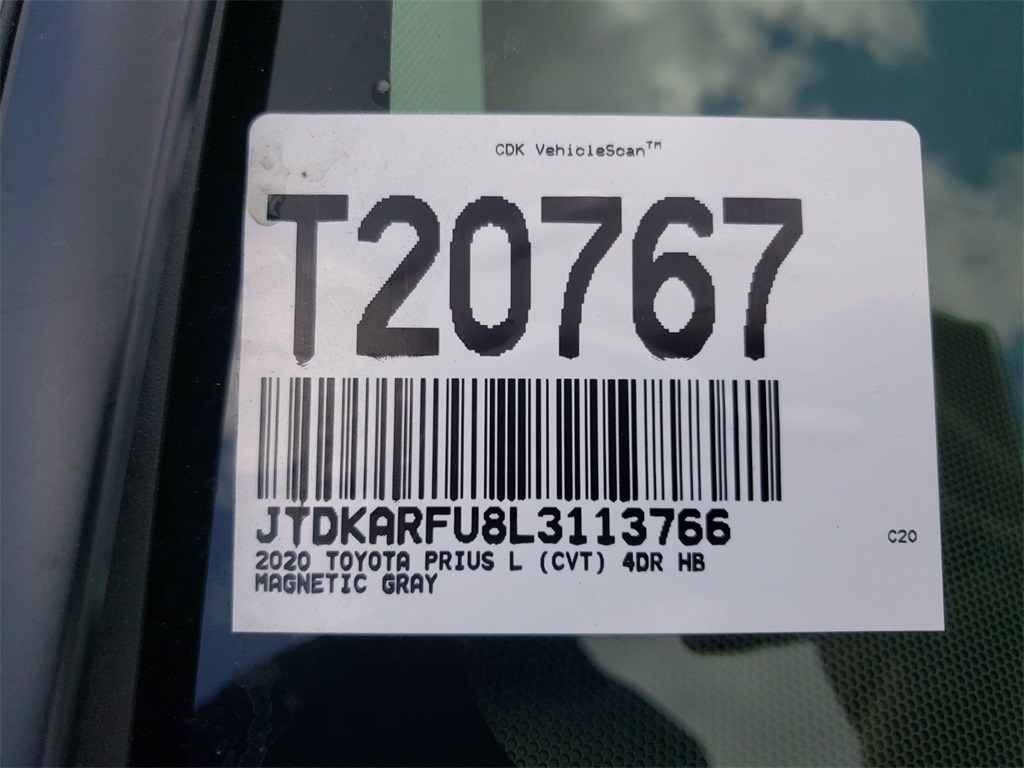 CDK VehicleScan™
T20767
JTDKARFU8L3113766
C20
2020 TOYOTA PRIUS L (CVT) 4DR HB
MAGNETIC GRAY